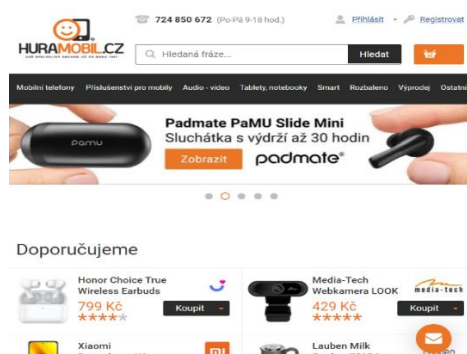 724 850 672 (Po-Pá 9-18 hod.)
Přihlásit
Registrovat
HURAMOBIL.CZ
Hledaná fráze...
Hledat
Mobilní telefony
Příslušenství pro mobily
Audio - video
Tablety, notebooky
Smart
Rozbaleno
Výprodej
Ostatní
Padmate PaMU Slide Mini
Sluchátka s výdrží až 30 hodin
Zobrazit
padmate®
pamu
Doporučujeme
Honor Choice True
Wireless Earbuds
799 Kč
Koupit
Media-Tech
Webkamera LOOK
429 Kč
media-tech
Koupit
Xiaomi
Lauben Milk